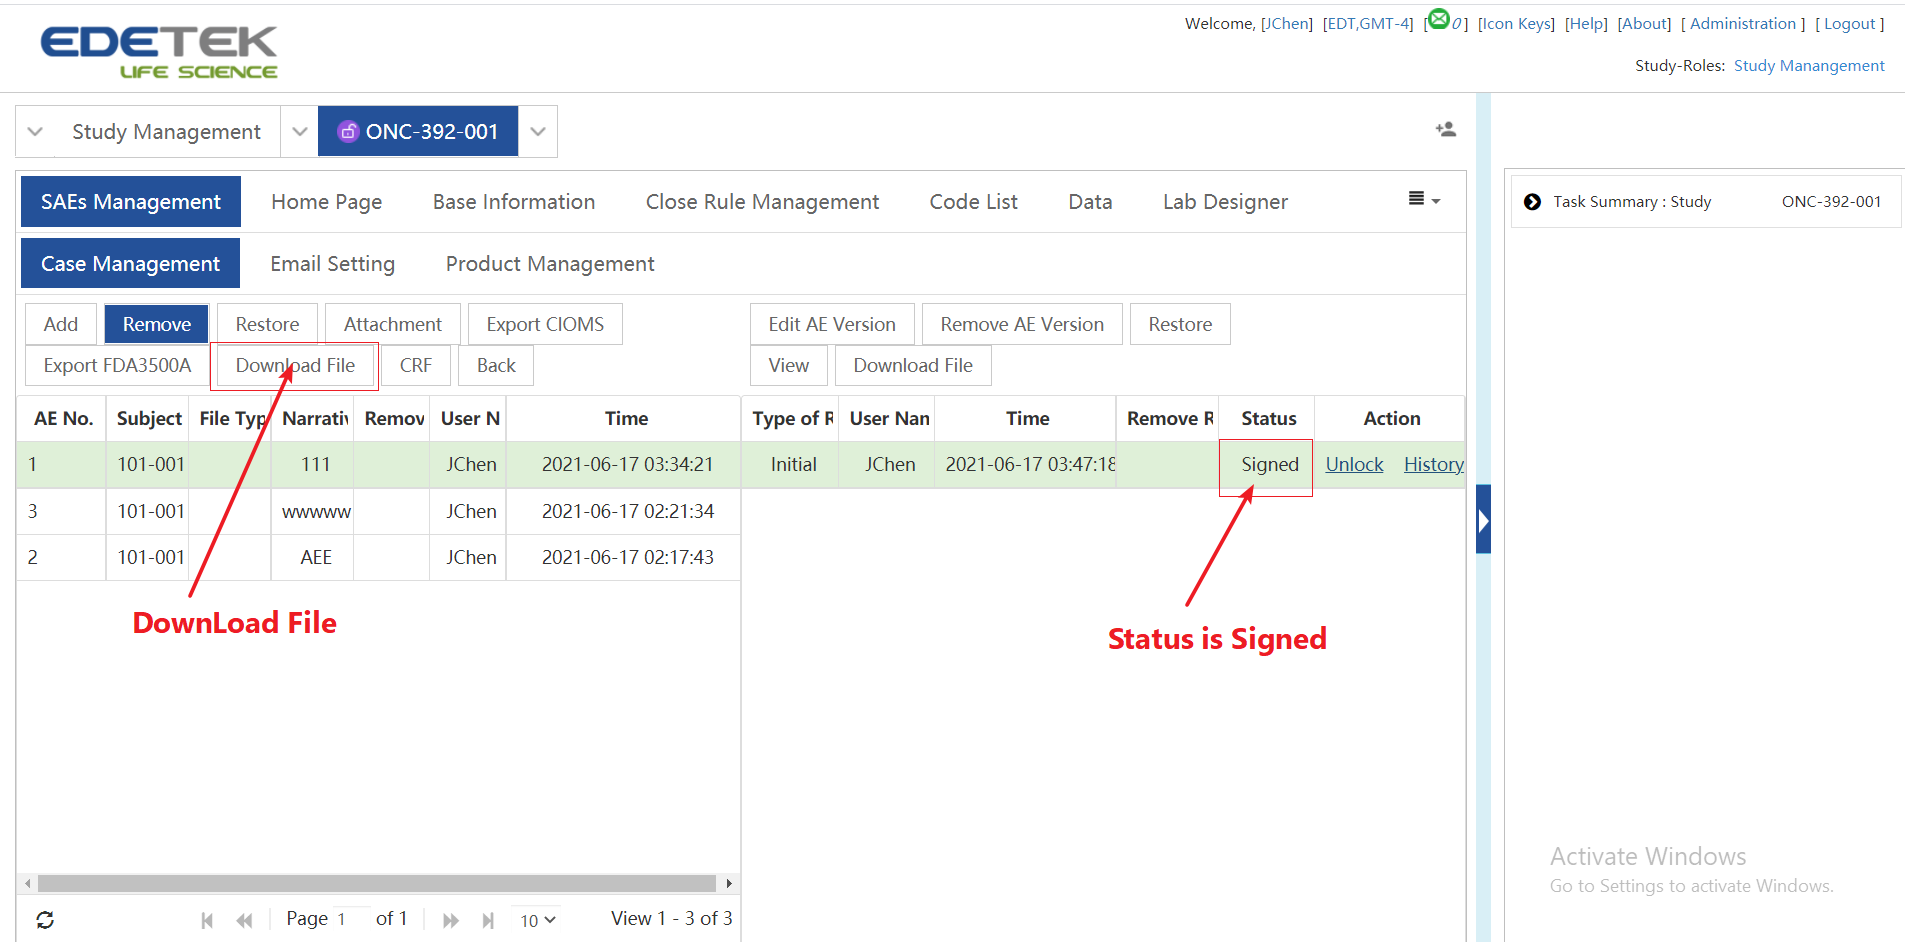 EDETEK
LIFE SCIENCE
Welcome, [JChen] [EDT,GMT-4] [ 0 ] [Icon Keys] [Help] [About] [ Administration ] [ Logout ]
Study-Roles: Study Manangement
Study Management
ONC-392-001
SAEs Management Home Page Base Information Close Rule Management Code List Data Lab Designer
Task Summary : Study ONC-392-001
Case Management Email Setting Product Management
Add Remove Restore Attachment Export CIOMS
Export FDA3500A Download File CRF Back
Edit AE Version Remove AE Version Restore
View Download File
AE No. Subject File Typ Narrativ Remov User N Time
1 101-001 111 JChen 2021-06-17 03:34:21
3 101-001 wwwww JChen 2021-06-17 02:21:34
2 101-001 AEE JChen 2021-06-17 02:17:43
Type of R User Nan Time Remove R Status Action
Initial JChen 2021-06-17 03:47:18 Signed Unlock History
DownLoad File
Status is Signed
Page 1 of 1 10 View 1 - 3 of 3
Activate Windows
Go to Settings to activate Windows.